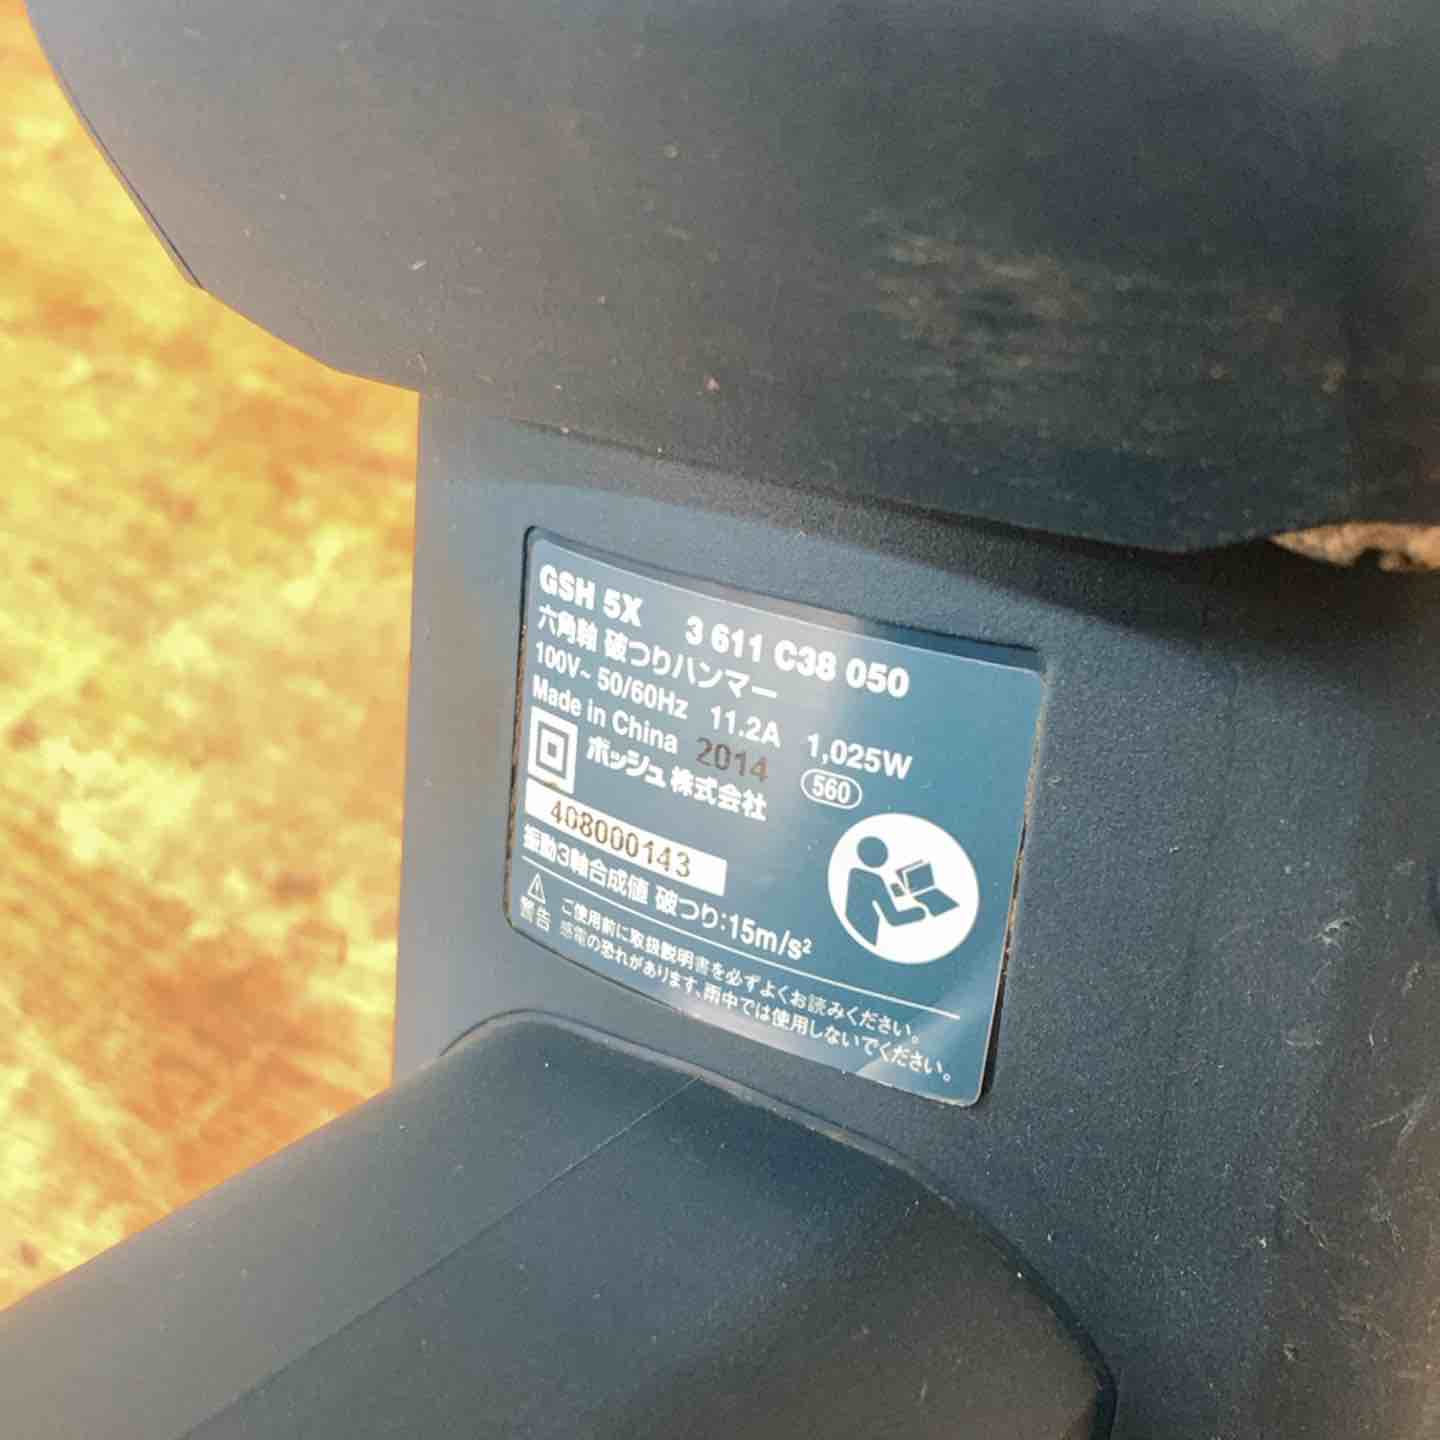 GSH 5X 3 611 C38 050
六角軸 破つりハンマー
100V~ 50/60Hz 11.2A 1,025W
Made in China 2014 560
ボッシュ株式会社
408000143
振動3軸合成値 破つり:15m/s²
警告 ご使用前に取扱説明書を必ずよくお読みください。
感電の恐れがあります、雨中では使用しないでください。